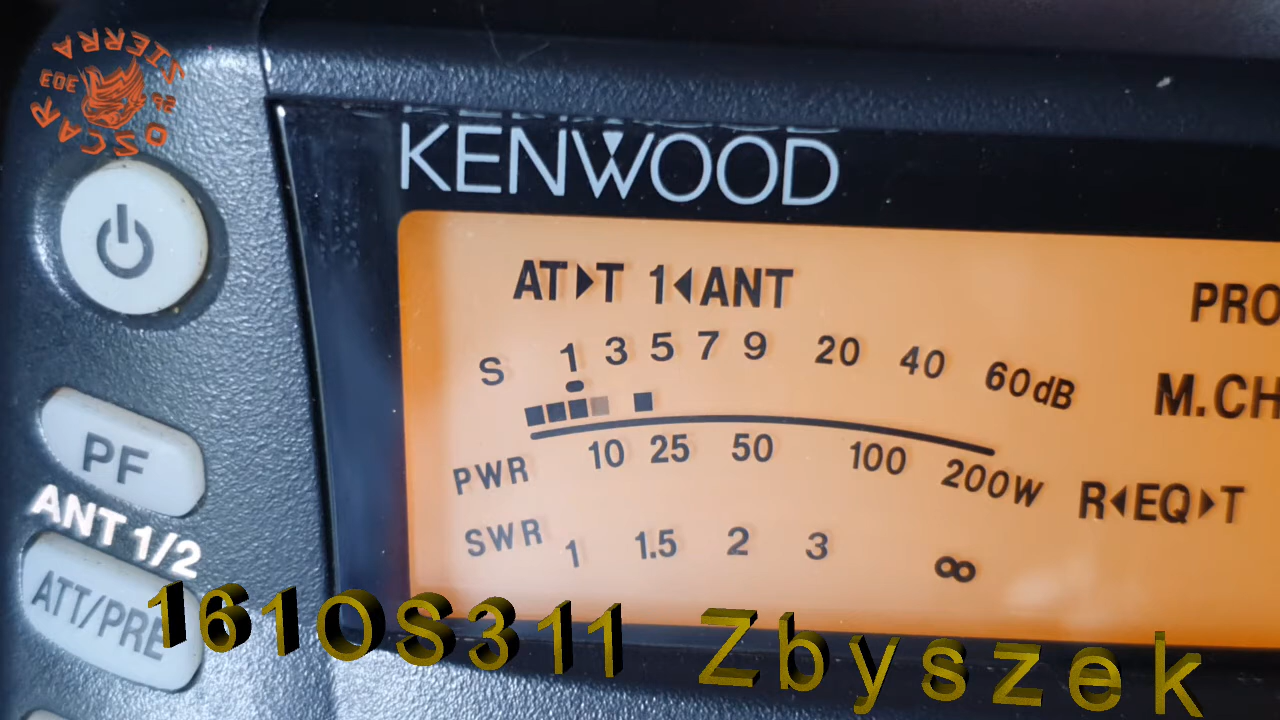 OSCAR SIERRA
KENWOOD
AT▶T 1◀ANT
PRO
S 1 3 5 7 9 20 40 60dB
M.CH
PWR 10 25 50 100 200W
R◀EQ▶T
SWR 1 1.5 2 3 ∞
PF
ANT 1/2
ATT/PRE
161OS311 Zbyszek